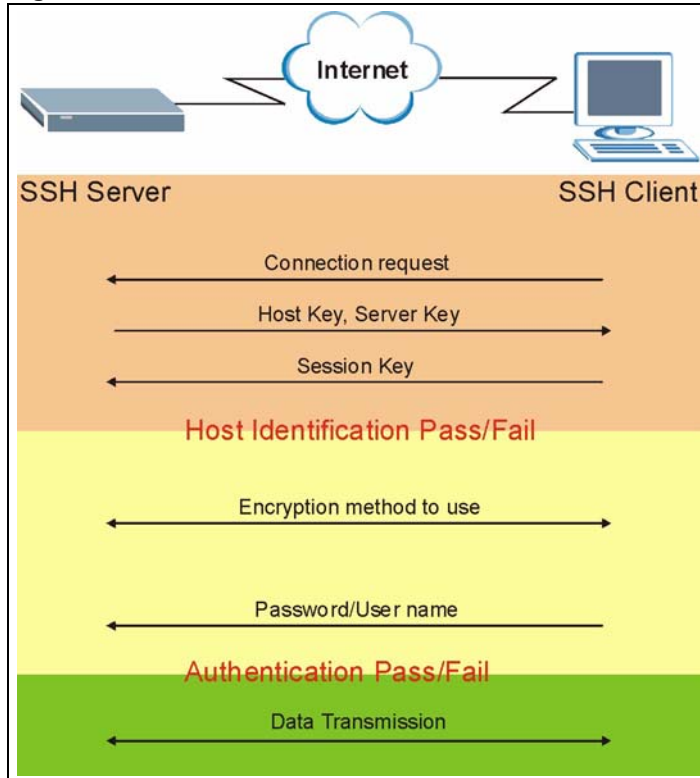 Internet
SSH Server
SSH Client
Connection request
Host Key, Server Key
Session Key
Host Identification Pass/Fail
Encryption method to use
Password/User name
Authentication Pass/Fail
Data Transmission